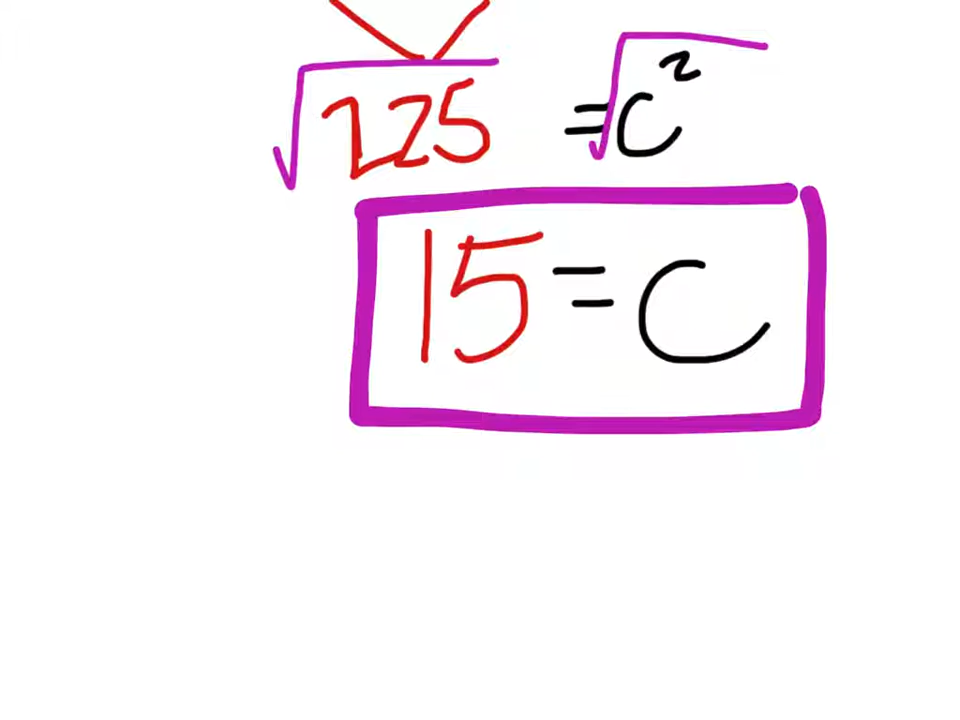 √225 = √c²
15 = c